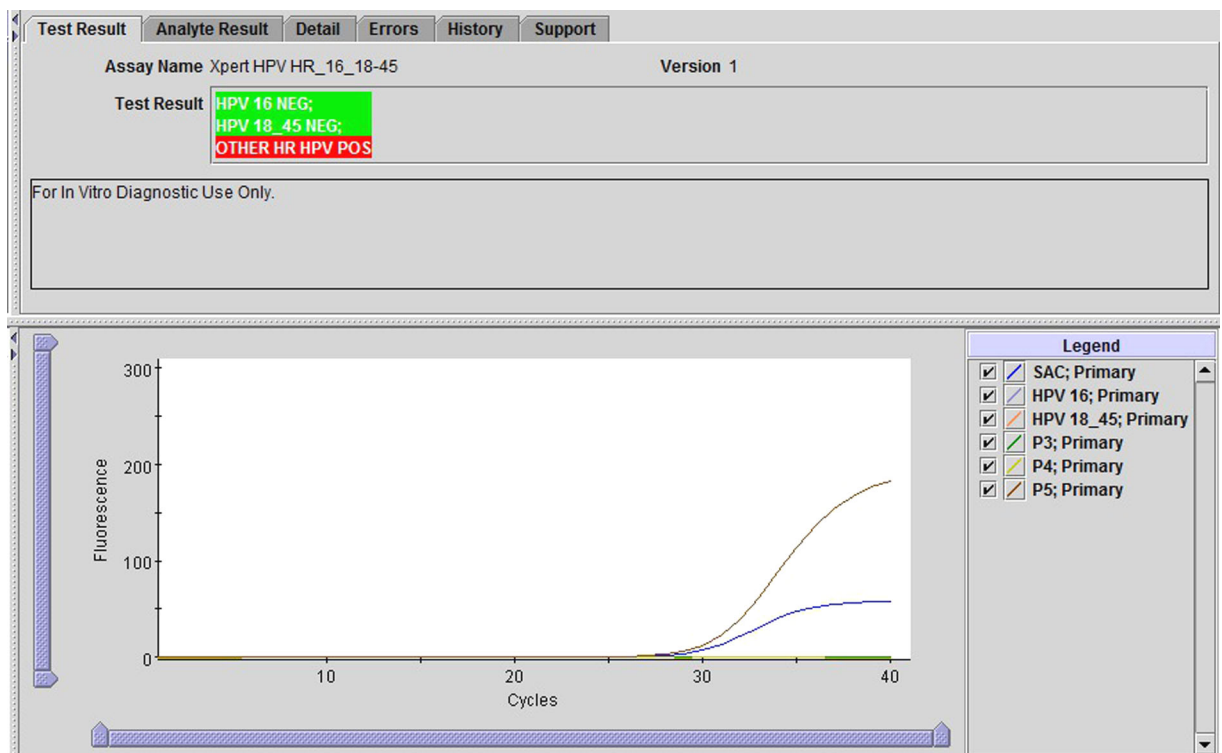 Test Result Analyte Result Detail Errors History Support
Assay Name Xpert HPV HR_16_18-45 Version 1
Test Result HPV 16 NEG;
HPV 18_45 NEG;
OTHER HR HPV POS
For In Vitro Diagnostic Use Only.
300
200
100
0
Fluorescence
10 20 30 40
Cycles
Legend
SAC; Primary
HPV 16; Primary
HPV 18_45; Primary
P3; Primary
P4; Primary
P5; Primary